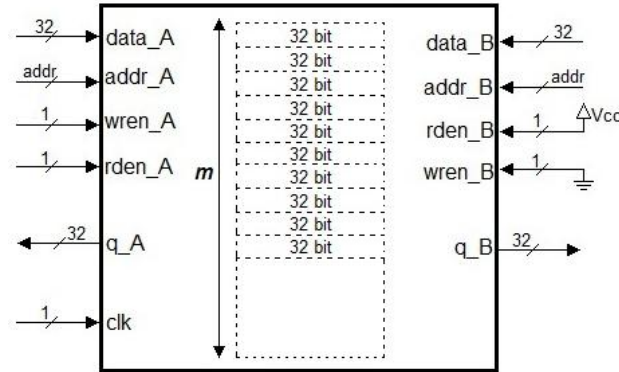 32
data_A
addr
addr_A
1
wren_A
1
rden_A
32
q_A
1
clk
m
32 bit
32 bit
32 bit
32 bit
32 bit
32 bit
32 bit
32 bit
32 bit
32 bit
data_B
32
addr_B
addr
rden_B
1
Vcc
wren_B
1
q_B
32